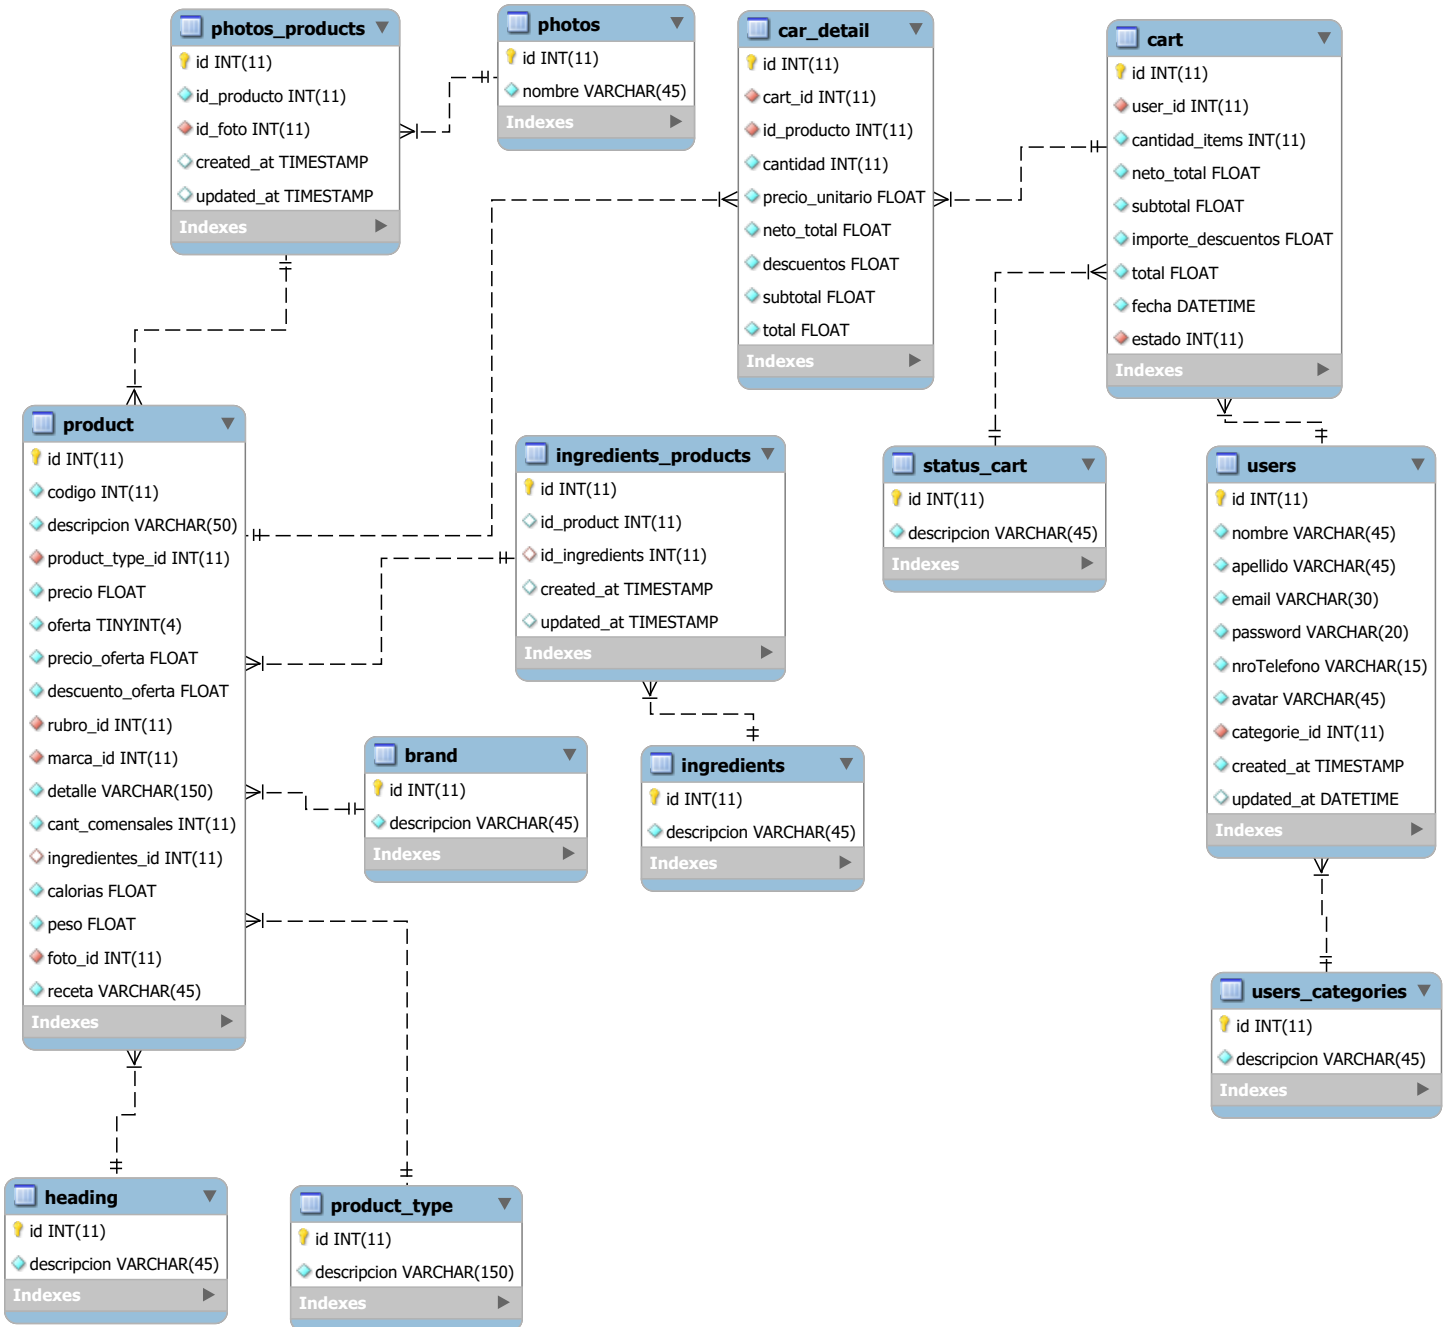 photos_products
id INT(11)
id_producto INT(11)
id_foto INT(11)
created_at TIMESTAMP
updated_at TIMESTAMP
Indexes
photos
id INT(11)
nombre VARCHAR(45)
Indexes
car_detail
id INT(11)
cart_id INT(11)
id_producto INT(11)
cantidad INT(11)
precio_unitario FLOAT
neto_total FLOAT
descuentos FLOAT
subtotal FLOAT
total FLOAT
Indexes
cart
id INT(11)
user_id INT(11)
cantidad_items INT(11)
neto_total FLOAT
subtotal FLOAT
importe_descuentos FLOAT
total FLOAT
fecha DATETIME
estado INT(11)
Indexes
product
id INT(11)
codigo INT(11)
descripcion VARCHAR(50)
product_type_id INT(11)
precio FLOAT
oferta TINYINT(4)
precio_oferta FLOAT
descuento_oferta FLOAT
rubro_id INT(11)
marca_id INT(11)
detalle VARCHAR(150)
cant_comensales INT(11)
ingredientes_id INT(11)
calorias FLOAT
peso FLOAT
foto_id INT(11)
receta VARCHAR(45)
Indexes
ingredients_products
id INT(11)
id_product INT(11)
id_ingredients INT(11)
created_at TIMESTAMP
updated_at TIMESTAMP
Indexes
status_cart
id INT(11)
descripcion VARCHAR(45)
Indexes
users
id INT(11)
nombre VARCHAR(45)
apellido VARCHAR(45)
email VARCHAR(30)
password VARCHAR(20)
nroTelefono VARCHAR(15)
avatar VARCHAR(45)
categorie_id INT(11)
created_at TIMESTAMP
updated_at DATETIME
Indexes
brand
id INT(11)
descripcion VARCHAR(45)
Indexes
ingredients
id INT(11)
descripcion VARCHAR(45)
Indexes
users_categories
id INT(11)
descripcion VARCHAR(45)
Indexes
heading
id INT(11)
descripcion VARCHAR(45)
Indexes
product_type
id INT(11)
descripcion VARCHAR(150)
Indexes